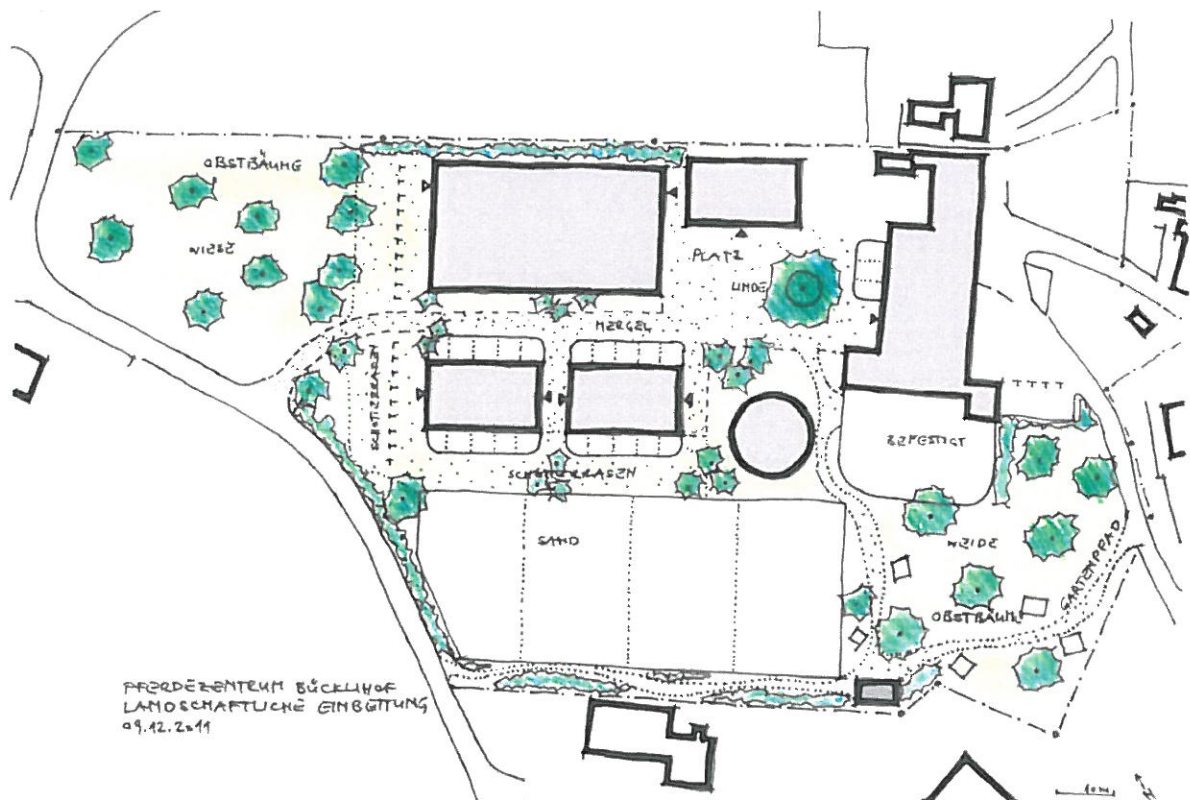 OBSTBÄUME
WIESE
PLATZ
LINDE
MERGEL
SCHOTTERRASEN
BEFESTIGT
SCHOTTERRASEN
SAND
WEIDE
GARTENPFAD
OBSTBÄUME
PFERDEZENTRUM BÜCKLIHOF
LANDSCHAFTLICHE EINBETTUNG
09.12.2011
10m
N